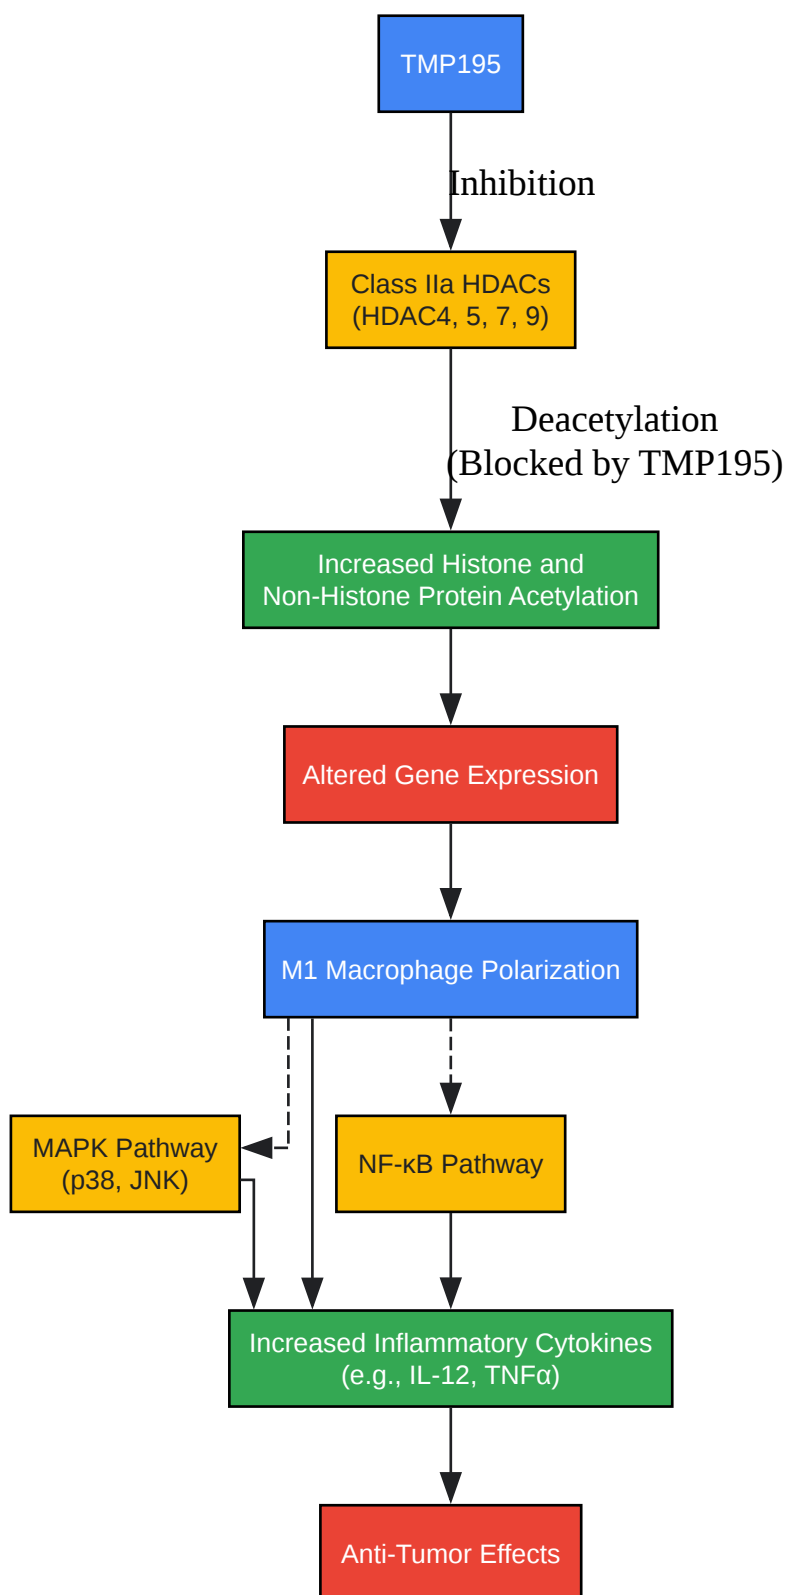 TMP195
Inhibition
Class IIa HDACs
(HDAC4, 5, 7, 9)
Deacetylation
(Blocked by TMP195)
Increased Histone and
Non-Histone Protein Acetylation
Altered Gene Expression
M1 Macrophage Polarization
MAPK Pathway
(p38, JNK)
NF-κB Pathway
Increased Inflammatory Cytokines
(e.g., IL-12, TNFα)
Anti-Tumor Effects